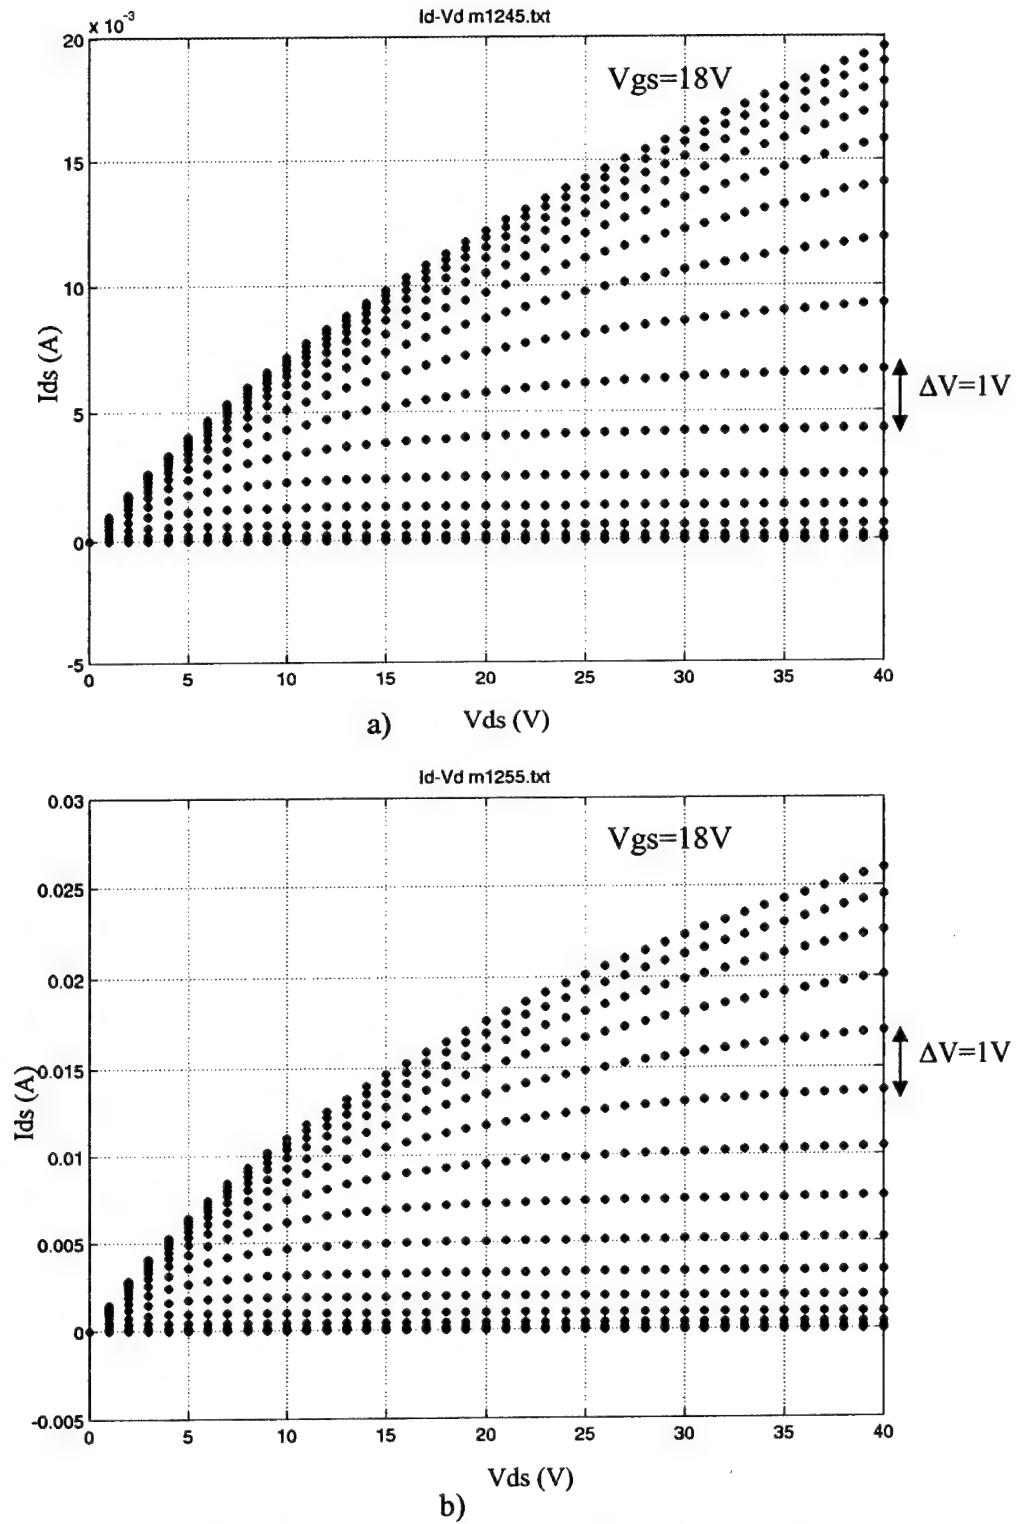 Id-Vd m1245.txt
x 10-3
20
15
10
5
0
-5
Ids (A)
Vgs=18V
ΔV=1V
0 5 10 15 20 25 30 35 40
a) Vds (V)
Id-Vd m1255.txt
0.03
0.025
0.02
0.015
0.01
0.005
0
-0.005
Ids (A)
Vgs=18V
ΔV=1V
0 5 10 15 20 25 30 35 40
Vds (V)
b)